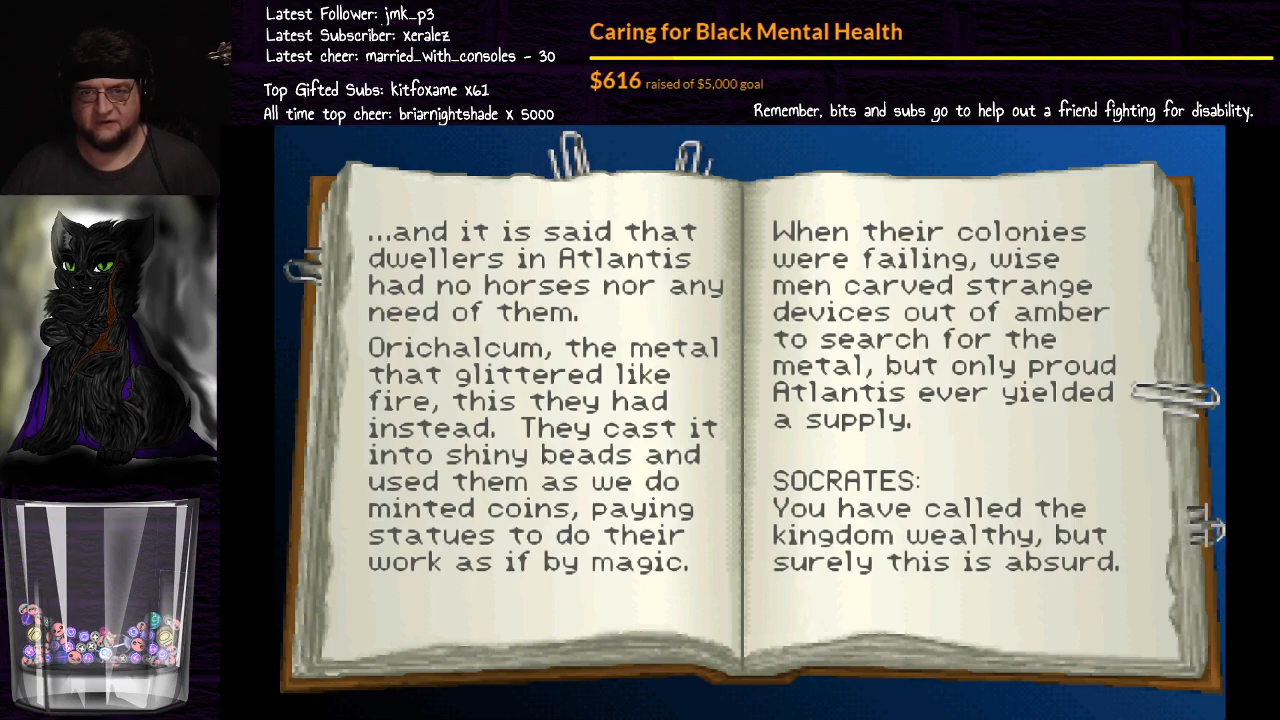 Latest Follower: jmk_p3
Latest Subscriber: xeralez
Latest cheer: married_with_consoles - 30
Top Gifted Subs: kitfoxame x61
All time top cheer: briarnightshade x 5000
Caring for Black Mental Health
$616 raised of $5,000 goal
Remember, bits and subs go to help out a friend fighting for disability.
...and it is said that
dwellers in Atlantis
had no horses nor any
need of them.
Orichalcum, the metal
that glittered like
fire, this they had
instead. They cast it
into shiny beads and
used them as we do
minted coins, paying
statues to do their
work as if by magic.
When their colonies
were failing, wise
men carved strange
devices out of amber
to search for the
metal, but only proud
Atlantis ever yielded
a supply.
SOCRATES:
You have called the
kingdom wealthy, but
surely this is absurd.